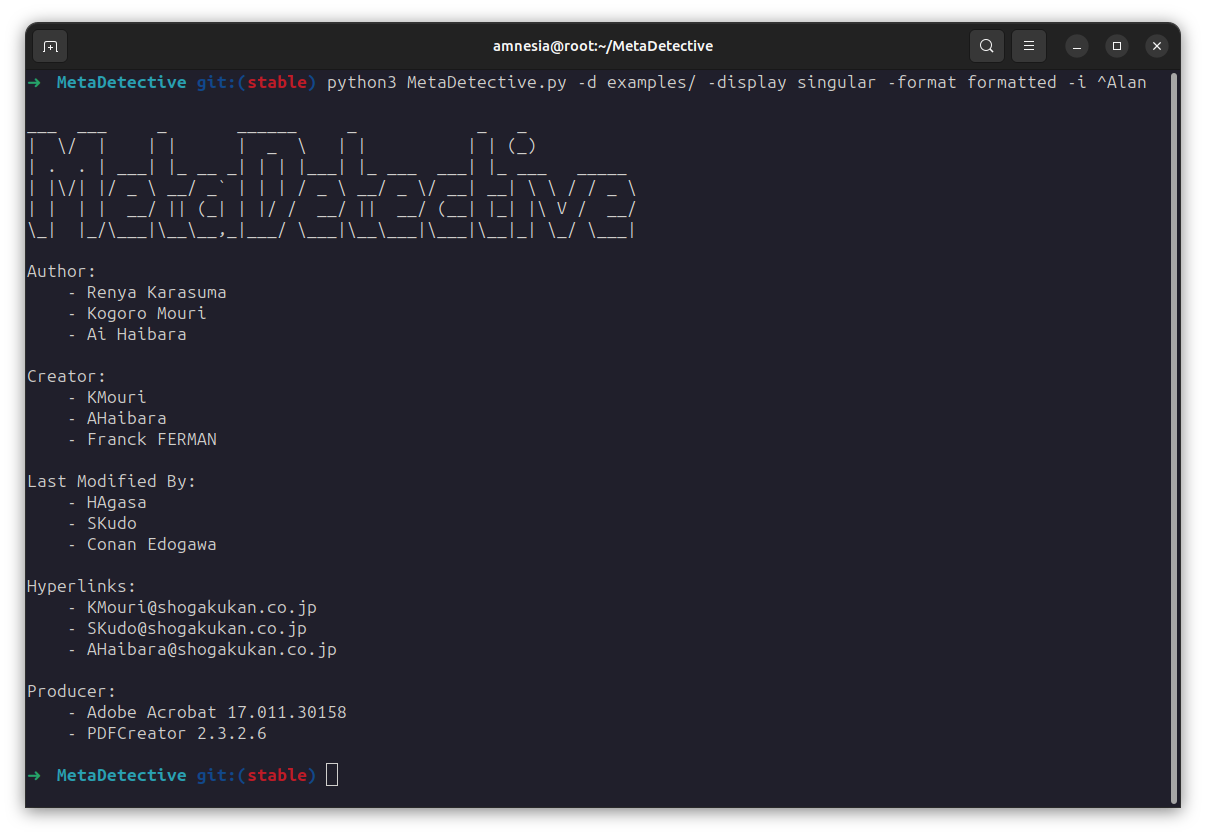 amnesia@root:~/MetaDetective
➜ MetaDetective git:(stable) python3 MetaDetective.py -d examples/ -display singular -format formatted -i ^Alan
MetaDetective
Author:
- Renya Karasuma
- Kogoro Mouri
- Ai Haibara
Creator:
- KMouri
- AHaibara
- Franck FERMAN
Last Modified By:
- HAgasa
- SKudo
- Conan Edogawa
Hyperlinks:
- KMouri@shogakukan.co.jp
- SKudo@shogakukan.co.jp
- AHaibara@shogakukan.co.jp
Producer:
- Adobe Acrobat 17.011.30158
- PDFCreator 2.3.2.6
➜ MetaDetective git:(stable)